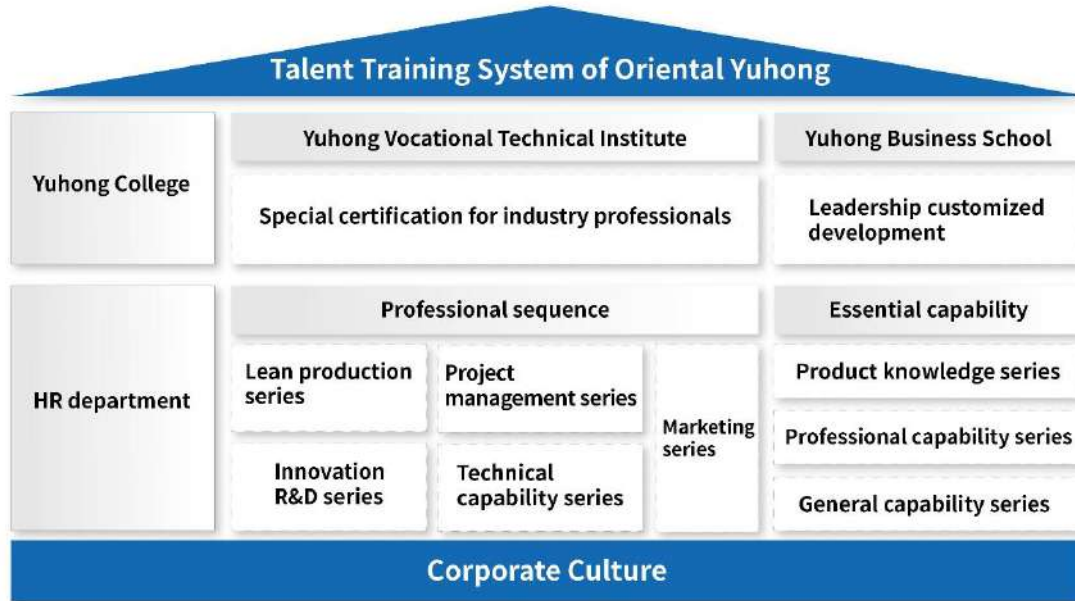 Talent Training System of Oriental Yuhong
Yuhong College
Yuhong Vocational Technical Institute
Special certification for industry professionals
Yuhong Business School
Leadership customized
development
HR department
Professional sequence
Lean production
series
Project
management series
Innovation
R&D series
Technical
capability series
Marketing
series
Essential capability
Product knowledge series
Professional capability series
General capability series
Corporate Culture